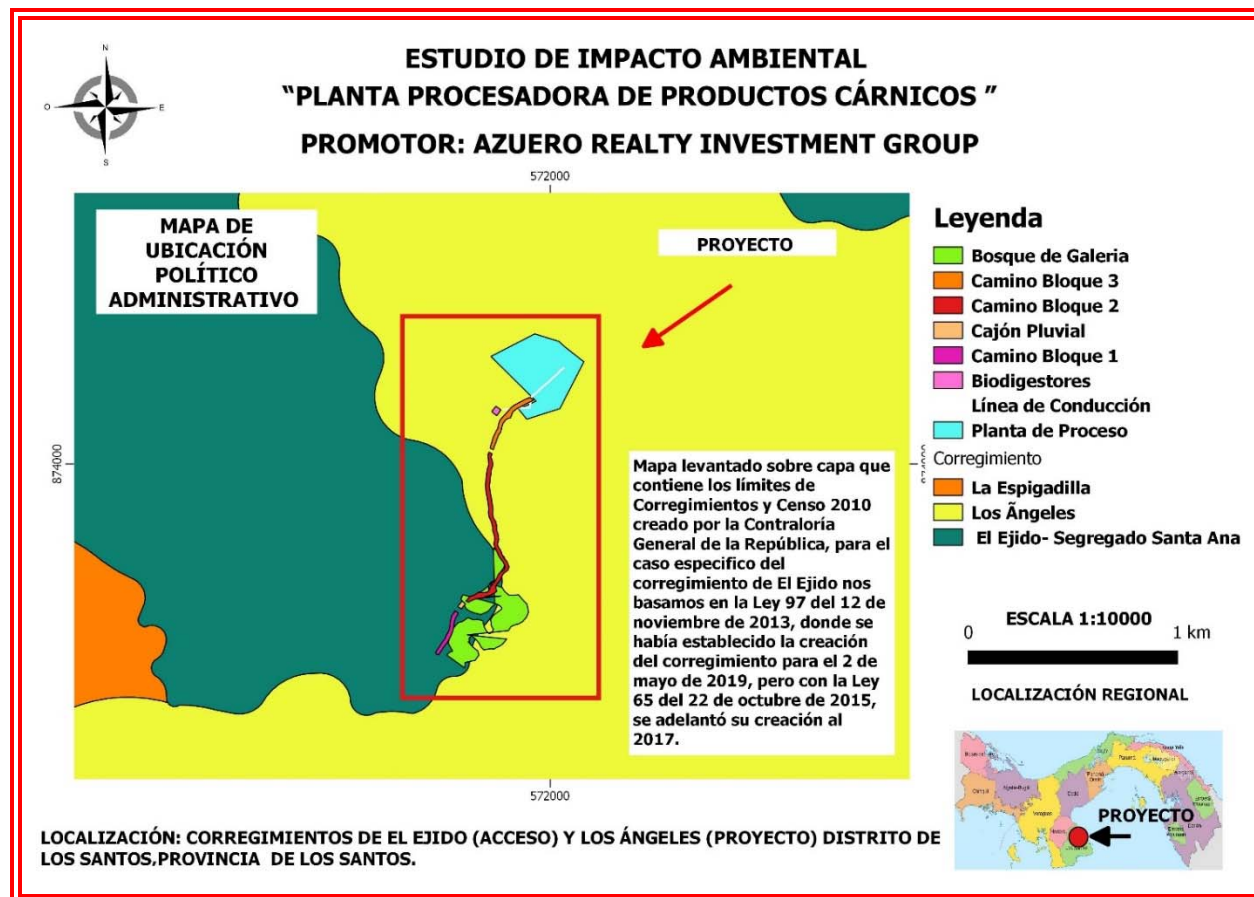 N
O
E
S
ESTUDIO DE IMPACTO AMBIENTAL
“PLANTA PROCESADORA DE PRODUCTOS CÁRNICOS ”
PROMOTOR: AZUERO REALTY INVESTMENT GROUP
572000
MAPA DE
UBICACIÓN
POLÍTICO
ADMINISTRATIVO
PROYECTO
874000
Mapa levantado sobre capa que
contiene los límites de
Corregimientos y Censo 2010
creado por la Contraloría
General de la República, para el
caso especifico del
corregimiento de El Ejido nos
basamos en la Ley 97 del 12 de
noviembre de 2013, donde se
había establecido la creación
del corregimiento para el 2 de
mayo de 2019, pero con la Ley
65 del 22 de octubre de 2015,
se adelantó su creación al
2017.
572000
Leyenda
Bosque de Galeria
Camino Bloque 3
Camino Bloque 2
Cajón Pluvial
Camino Bloque 1
Biodigestores
Línea de Conducción
Planta de Proceso
Corregimiento
La Espigadilla
Los Ãngeles
El Ejido- Segregado Santa Ana
ESCALA 1:10000
0
1 km
LOCALIZACIÓN REGIONAL
PROYECTO
LOCALIZACIÓN: CORREGIMIENTOS DE EL EJIDO (ACCESO) Y LOS ÁNGELES (PROYECTO) DISTRITO DE
LOS SANTOS,PROVINCIA DE LOS SANTOS.